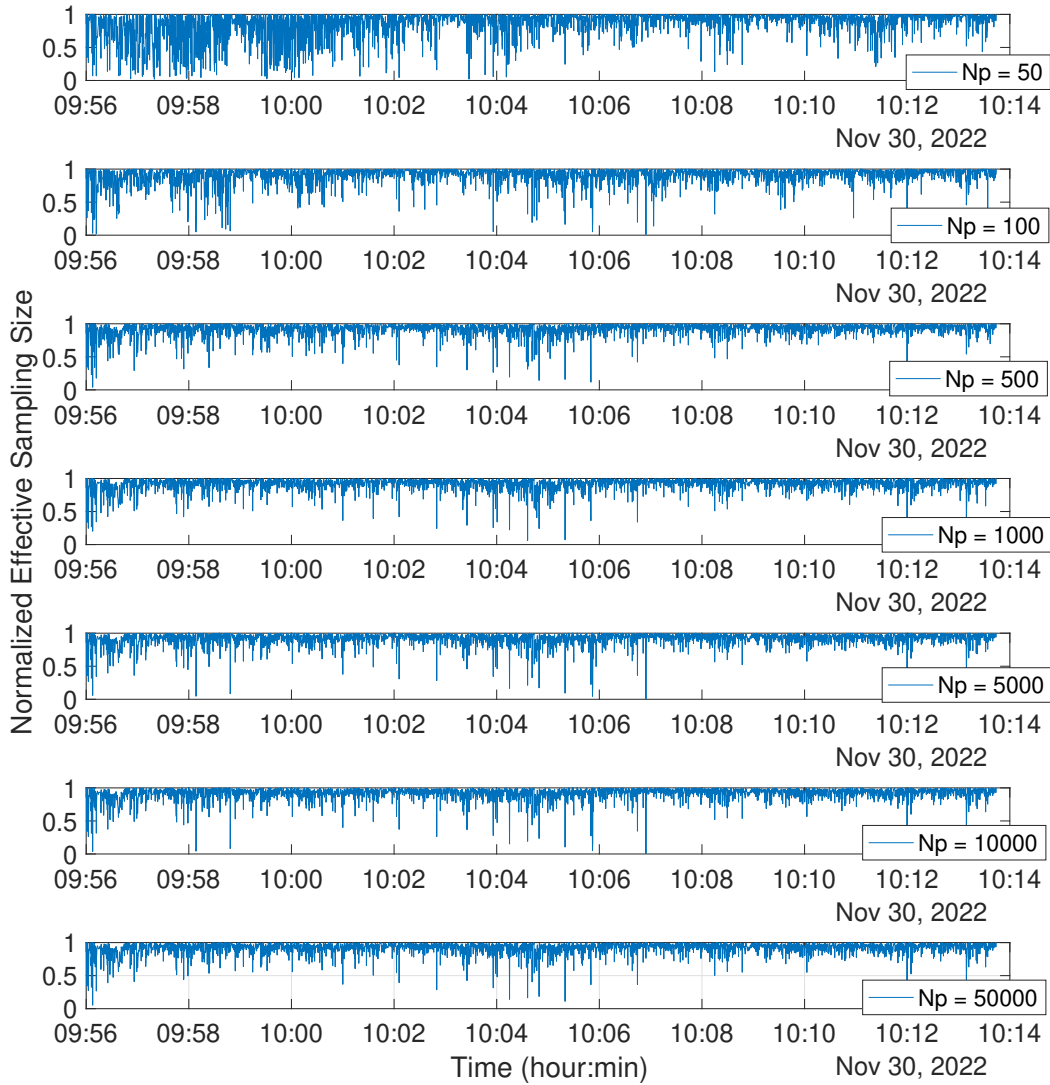 Normalized Effective Sampling Size
1
0.5
0
09:56 09:58 10:00 10:02 10:04 10:06 10:08 10:10 10:12 10:14
Nov 30, 2022
Np = 50
1
0.5
0
09:56 09:58 10:00 10:02 10:04 10:06 10:08 10:10 10:12 10:14
Nov 30, 2022
Np = 100
1
0.5
0
09:56 09:58 10:00 10:02 10:04 10:06 10:08 10:10 10:12 10:14
Nov 30, 2022
Np = 500
1
0.5
0
09:56 09:58 10:00 10:02 10:04 10:06 10:08 10:10 10:12 10:14
Nov 30, 2022
Np = 1000
1
0.5
0
09:56 09:58 10:00 10:02 10:04 10:06 10:08 10:10 10:12 10:14
Nov 30, 2022
Np = 5000
1
0.5
0
09:56 09:58 10:00 10:02 10:04 10:06 10:08 10:10 10:12 10:14
Nov 30, 2022
Np = 10000
1
0.5
0
09:56 09:58 10:00 10:02 10:04 10:06 10:08 10:10 10:12 10:14
Nov 30, 2022
Np = 50000
Time (hour:min)